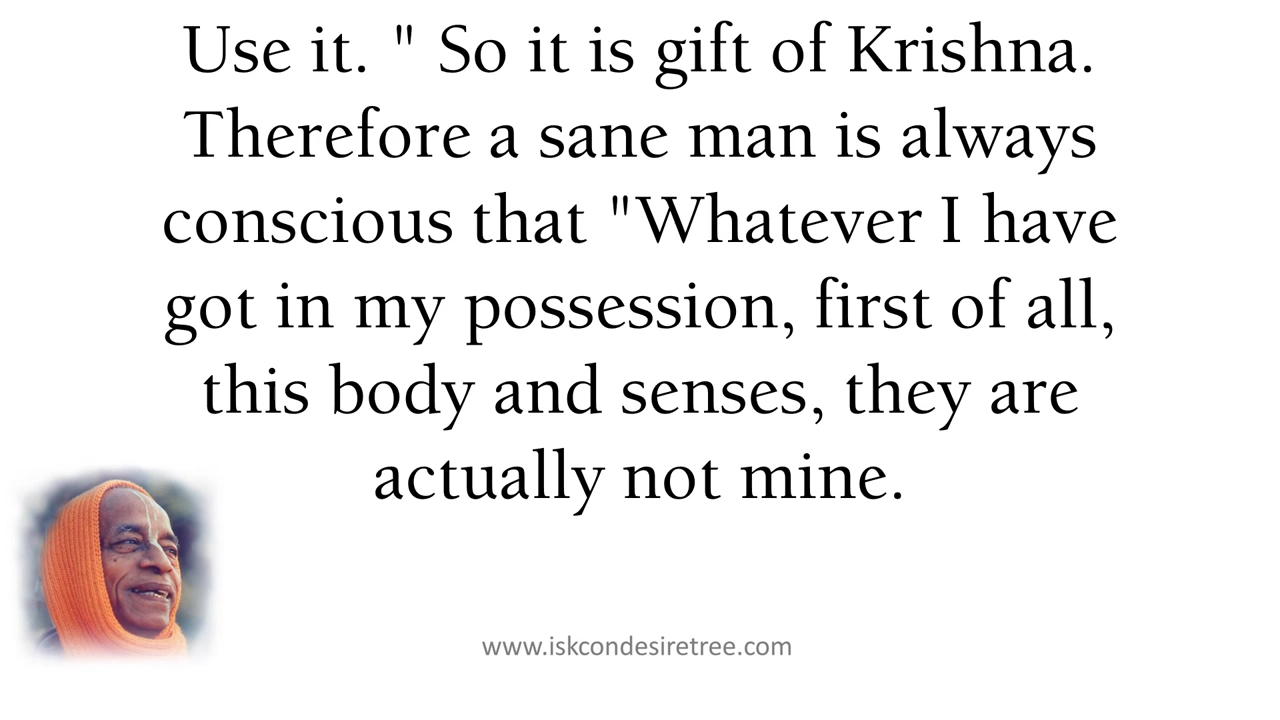 Use it. " So it is gift of Krishna.
Therefore a sane man is always
conscious that "Whatever I have
got in my possession, first of all,
this body and senses, they are
actually not mine.
www.iskcondesiretree.com